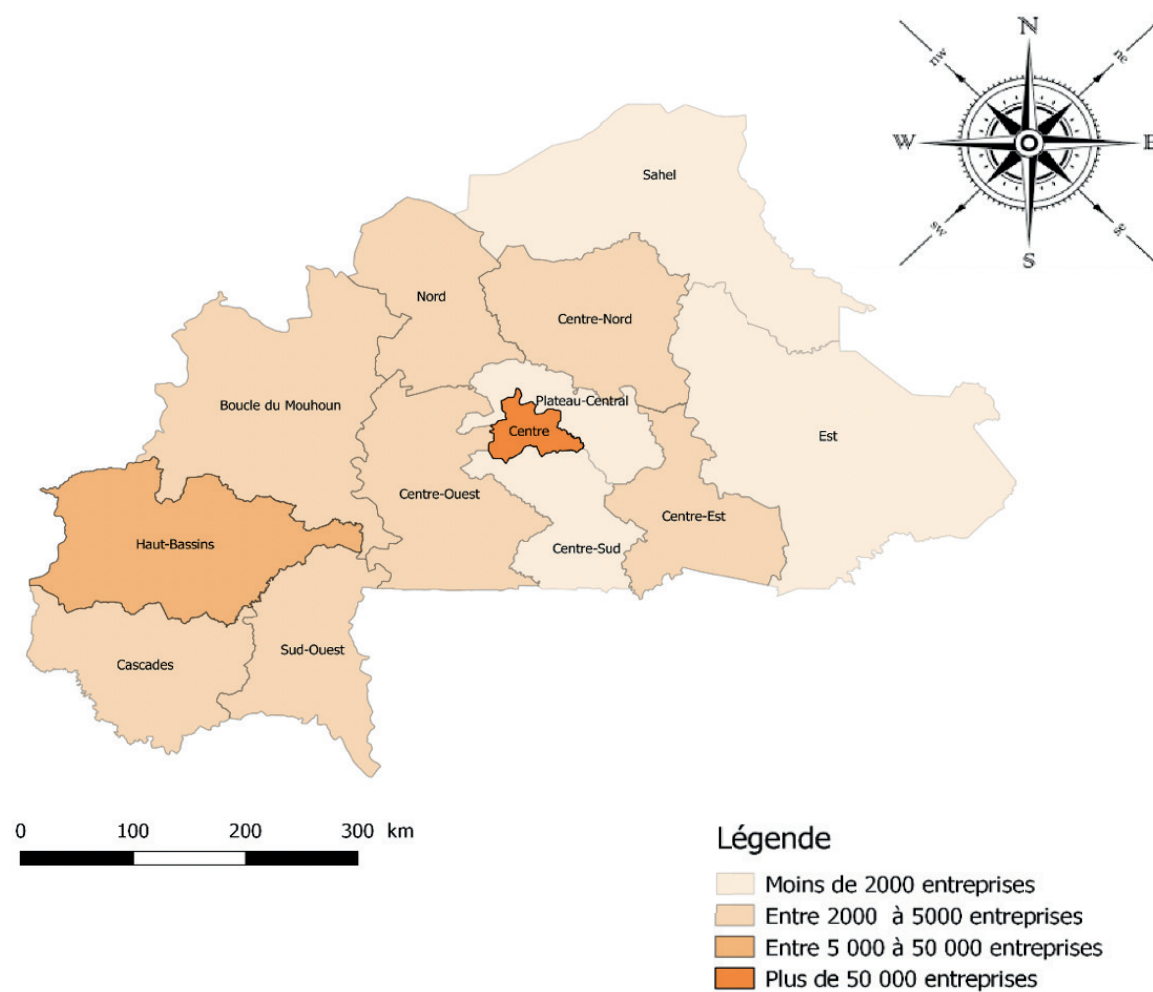 N
nw
ne
W
E
sw
S
Sahel
Nord
Centre-Nord
Boucle du Mouhoun
Plateau-Central
Centre
Est
Centre-Ouest
Centre-Est
Haut-Bassins
Centre-Sud
Sud-Ouest
Cascades
0 100 200 300 km
Légende
Moins de 2000 entreprises
Entre 2000 à 5000 entreprises
Entre 5 000 à 50 000 entreprises
Plus de 50 000 entreprises